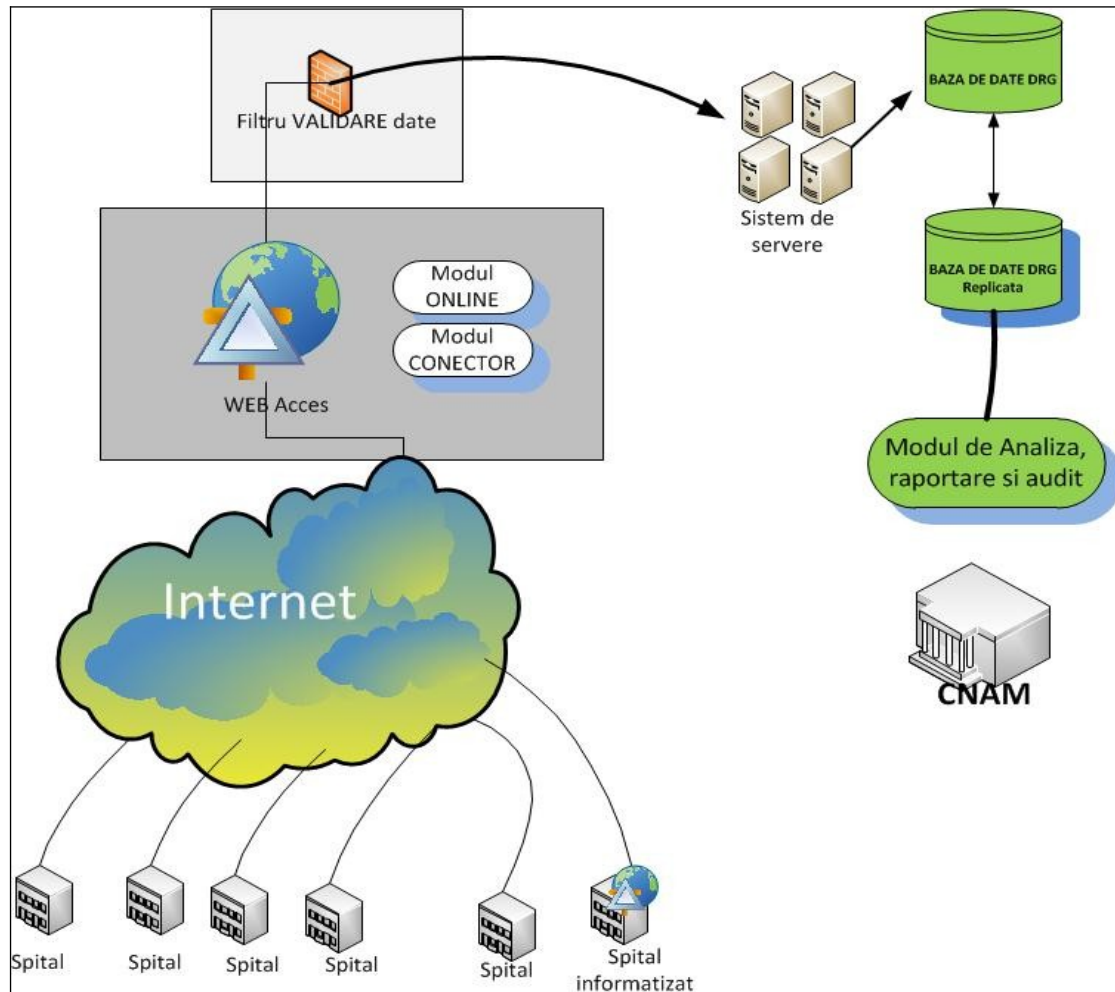 Filtru VALIDARE date
Sistem de
servere
BAZA DE DATE DRG
BAZA DE DATE DRG
Replicata
Modul
ONLINE
Modul
CONECTOR
WEB Acces
Modul de Analiza,
raportare si audit
Internet
CNAM
Spital
Spital
Spital
Spital
Spital
Spital
informatizat